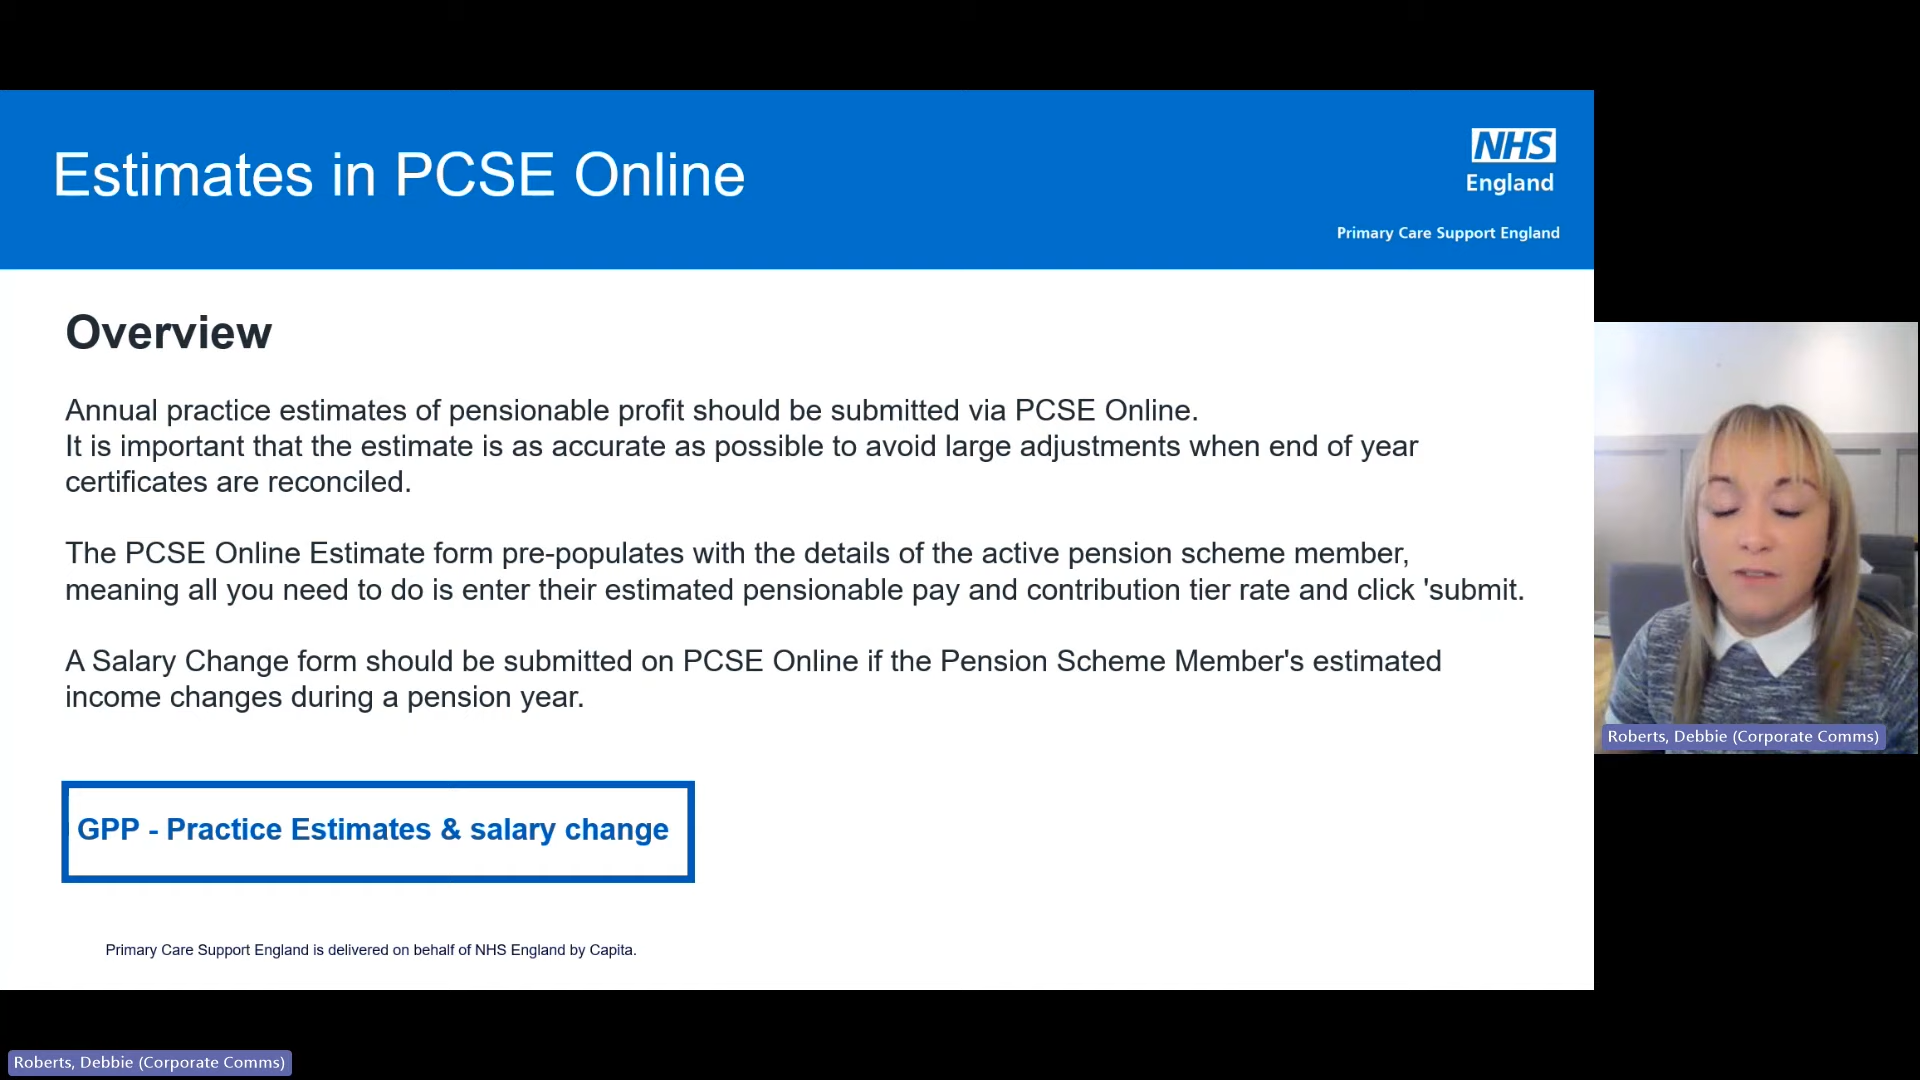 Estimates in PCSE Online
NHS
England
Primary Care Support England
Overview
Annual practice estimates of pensionable profit should be submitted via PCSE Online.
It is important that the estimate is as accurate as possible to avoid large adjustments when end of year
certificates are reconciled.
The PCSE Online Estimate form pre-populates with the details of the active pension scheme member,
meaning all you need to do is enter their estimated pensionable pay and contribution tier rate and click 'submit.
A Salary Change form should be submitted on PCSE Online if the Pension Scheme Member's estimated
income changes during a pension year.
GPP - Practice Estimates & salary change
Primary Care Support England is delivered on behalf of NHS England by Capita.
Roberts, Debbie (Corporate Comms)
Roberts, Debbie (Corporate Comms)